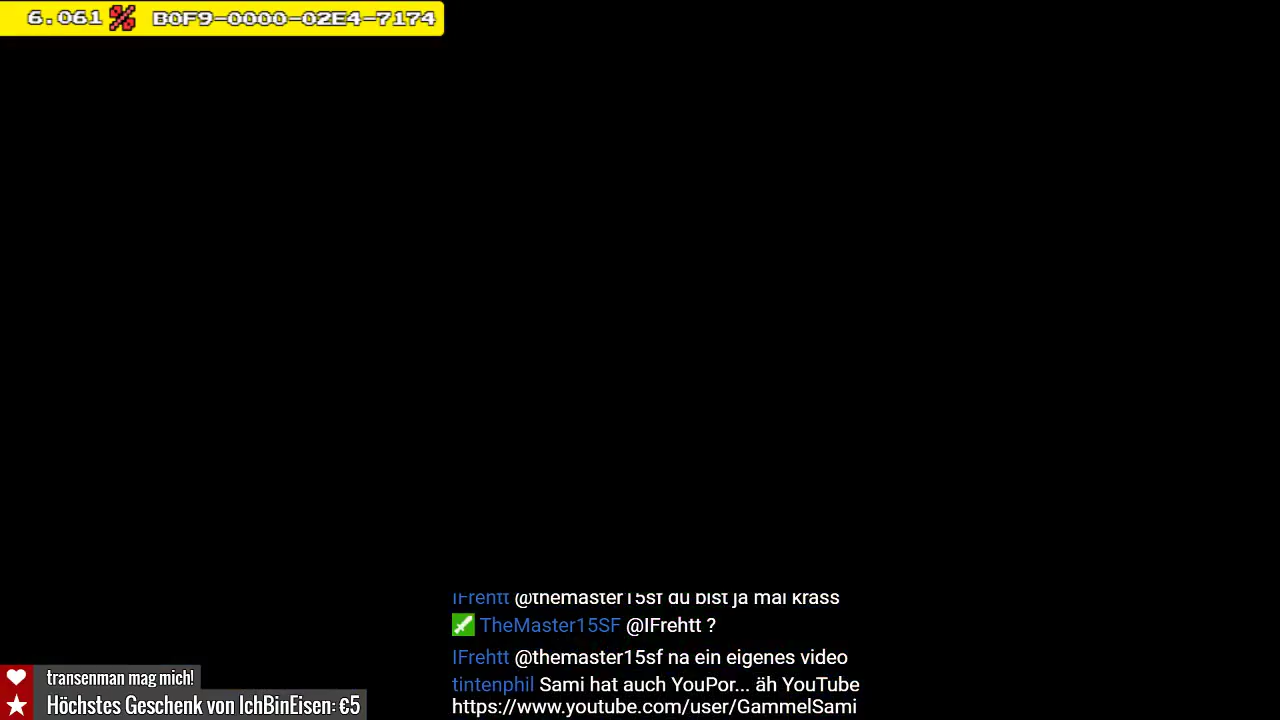 6.061% B0F9-0000-02E4-7174
IFrehtt @themaster15sf du bist ja mal krass
TheMaster15SF @IFrehtt ?
IFrehtt @themaster15sf na ein eigenes video
tintenphil Sami hat auch YouPor... äh YouTube
https://www.youtube.com/user/GammelSami
transenman mag mich!
Höchstes Geschenk von IchBinEisen: €5